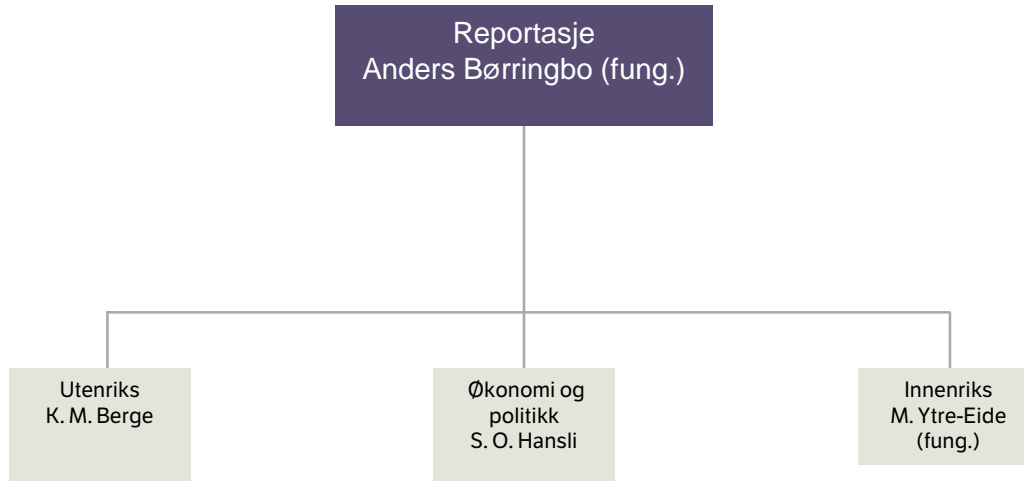 Reportasje
Anders Børringbo (fung.)
Utenriks
K. M. Berge
Økonomi og
politikk
S. O. Hansli
Innenriks
M. Ytre-Eide
(fung.)